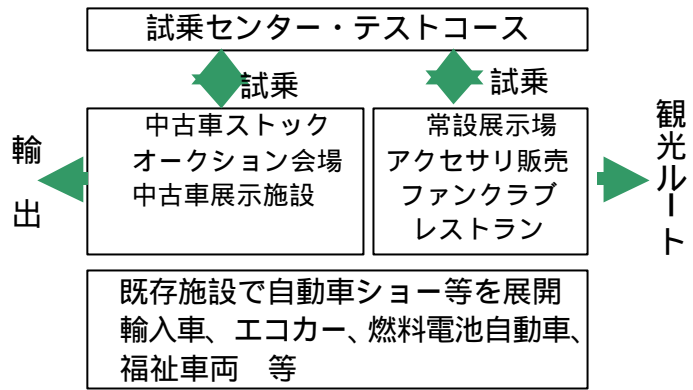 試乗センター・テストコース
試乗
試乗
輸出
中古車ストック
オークション会場
中古車展示施設
常設展示場
アクセサリ販売
ファンクラブ
レストラン
観光ルート
既存施設で自動車ショー等を展開
輸入車、エコカー、燃料電池自動車、
福祉車両　等